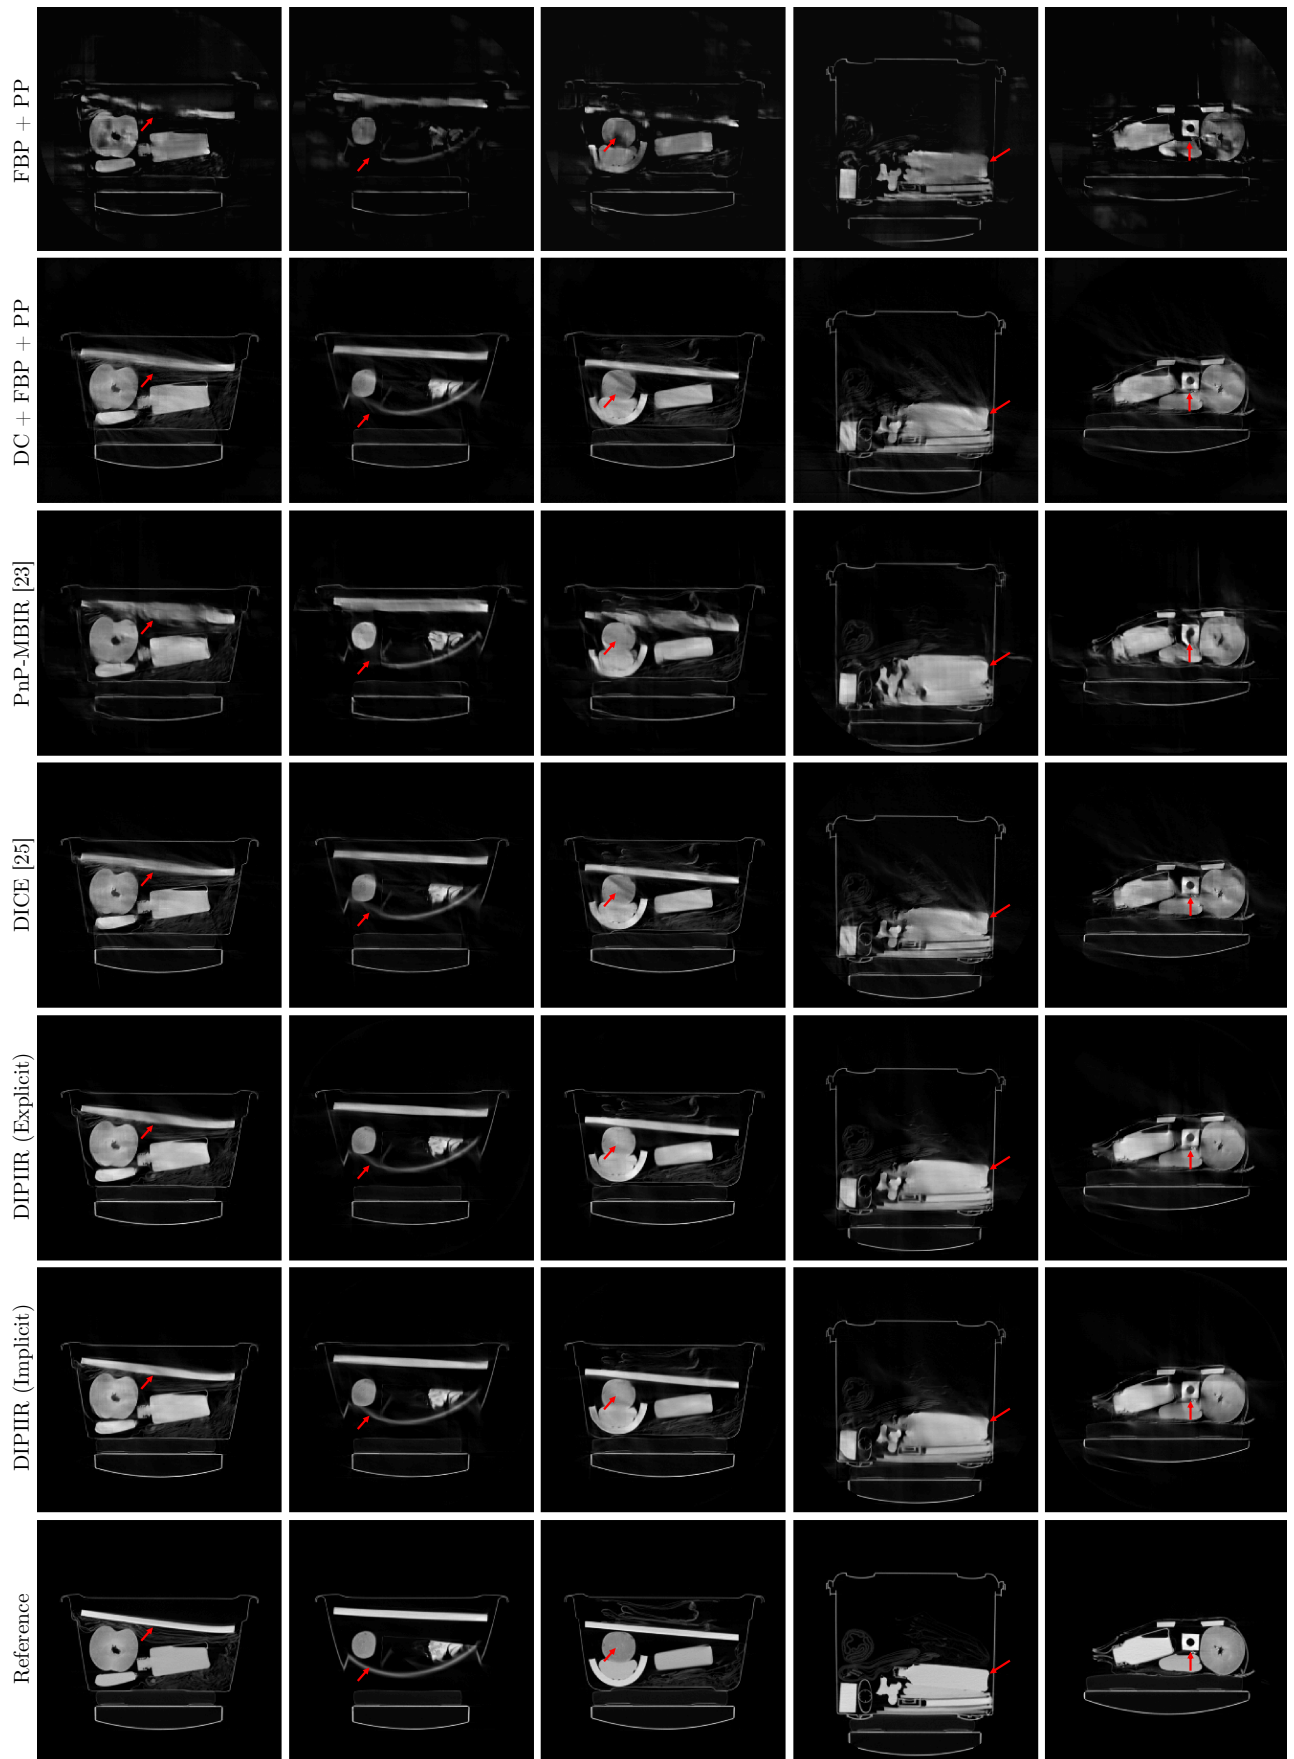 FBP + PP
DC + FBP + PP
PnP-MBIR [23]
DICE [25]
DIPIIR (Explicit)
DIPIIR (Implicit)
Reference